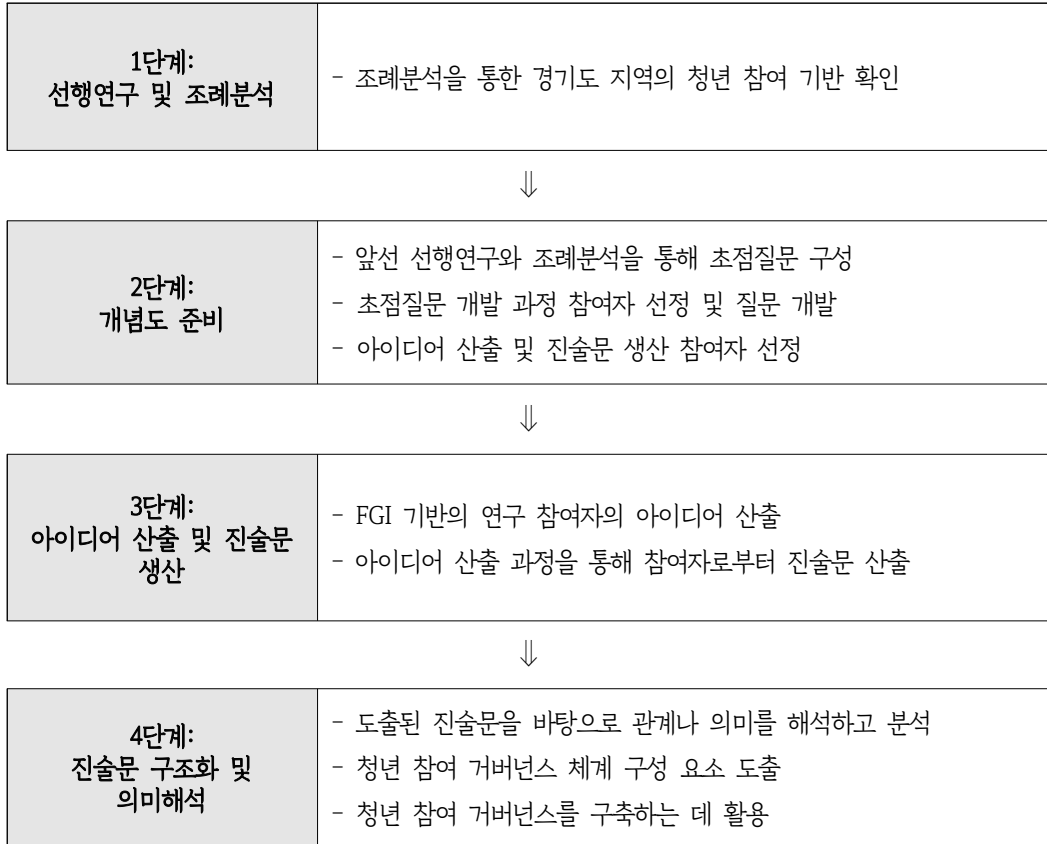 1단계:
선행연구 및 조례분석
- 조례분석을 통한 경기도 지역의 청년 참여 기반 확인
⇓
2단계:
개념도 준비
- 앞선 선행연구와 조례분석을 통해 초점질문 구성
- 초점질문 개발 과정 참여자 선정 및 질문 개발
- 아이디어 산출 및 진술문 생산 참여자 선정
⇓
3단계:
아이디어 산출 및 진술문
생산
- FGI 기반의 연구 참여자의 아이디어 산출
- 아이디어 산출 과정을 통해 참여자로부터 진술문 산출
⇓
4단계:
진술문 구조화 및
의미해석
- 도출된 진술문을 바탕으로 관계나 의미를 해석하고 분석
- 청년 참여 거버넌스 체계 구성 요소 도출
- 청년 참여 거버넌스를 구축하는 데 활용